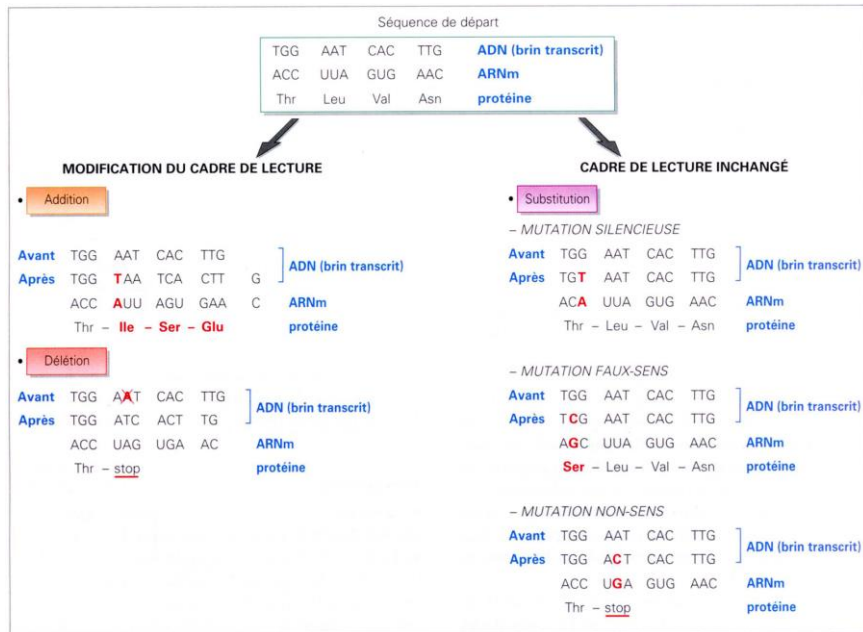 Séquence de départ
TGG AAT CAC TTG ADN (brin transcrit)
ACC UUA GUG AAC ARNm
Thr Leu Val Asn protéine
MODIFICATION DU CADRE DE LECTURE
• Addition
Avant TGG AAT CAC TTG
Après TGG TAA TCA CTT G
ADN (brin transcrit)
ACC AUU AGU GAA C ARNm
Thr – Ile – Ser – Glu protéine
• Délétion
Avant TGG AAT CAC TTG
Après TGG ATC ACT TG
ADN (brin transcrit)
ACC UAG UGA AC ARNm
Thr – stop protéine
CADRE DE LECTURE INCHANGÉ
• Substitution
– MUTATION SILENCIEUSE
Avant TGG AAT CAC TTG
Après TGT AAT CAC TTG
ADN (brin transcrit)
ACA UUA GUG AAC ARNm
Thr – Leu – Val – Asn protéine
– MUTATION FAUX-SENS
Avant TGG AAT CAC TTG
Après TCG AAT CAC TTG
ADN (brin transcrit)
AGC UUA GUG AAC ARNm
Ser – Leu – Val – Asn protéine
– MUTATION NON-SENS
Avant TGG AAT CAC TTG
Après TGG ACT CAC TTG
ADN (brin transcrit)
ACC UGA GUG AAC ARNm
Thr – stop protéine